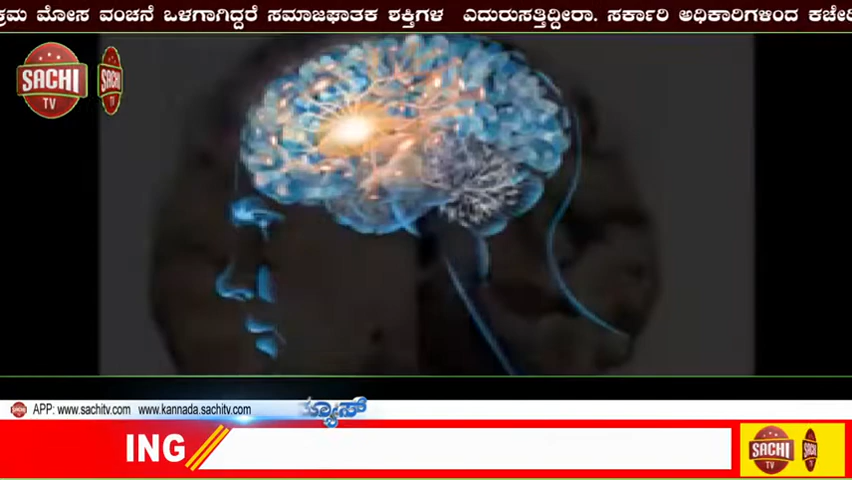 ಮೋಸ ವಂಚನೆ ಒಳಗಾಗಿದ್ದರೆ ಸಮಾಜಘಾತಕ ಶಕ್ತಿಗಳ ಎದುರುಸತ್ತಿದ್ದೀರಾ. ಸರ್ಕಾರಿ ಅಧಿಕಾರಿಗಳಿಂದ
SACHI TV
SACHI TV
APP: www.sachitv.com www.kannada.sachitv.com
ING
SACHI TV
SACHI TV